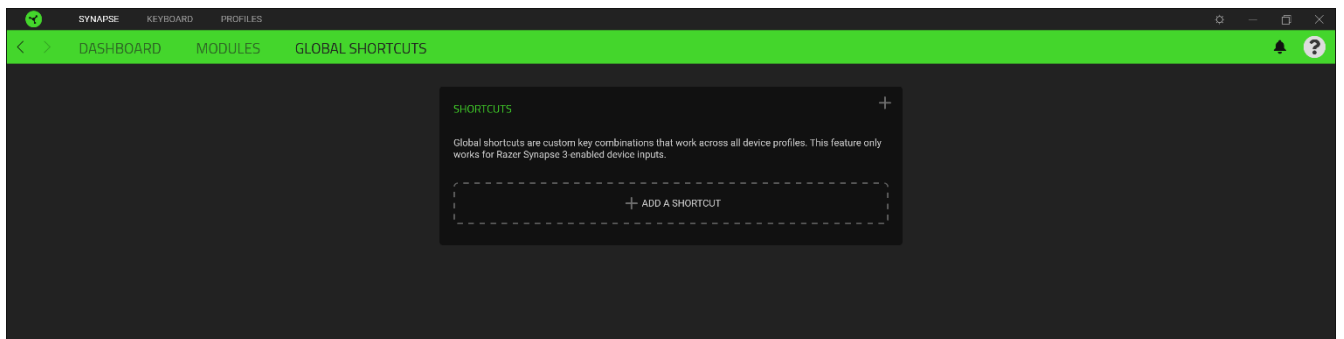 SYNAPSE KEYBOARD PROFILES
DASHBOARD MODULES GLOBAL SHORTCUTS
?
SHORTCUTS
Global shortcuts are custom key combinations that work across all device profiles. This feature only
works for Razer Synapse 3-enabled device inputs.
ADD A SHORTCUT